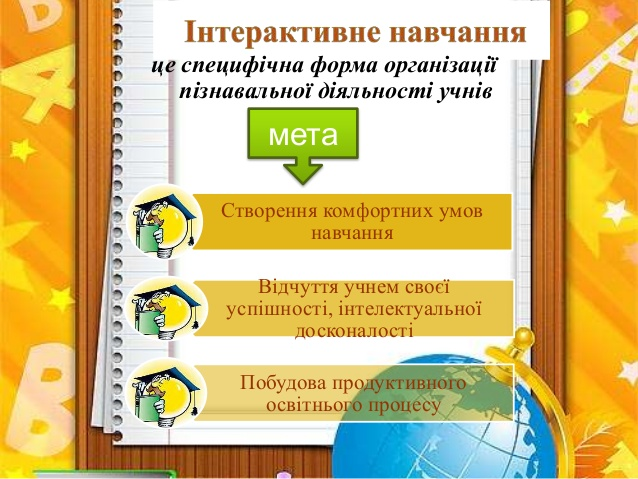 Інтерактивне навчання
це специфічна форма організації
пізнавальної діяльності учнів
мета
Створення комфортних умов
навчання
Відчуття учнем своєї
успішності, інтелектуальної
досконалості
Побудова продуктивного
освітнього процесу